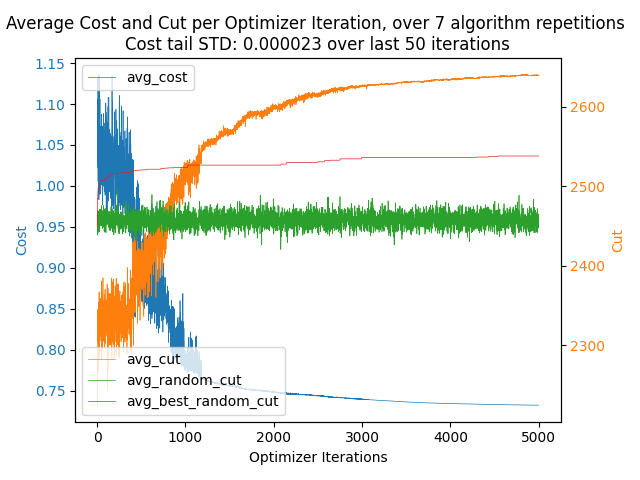 Average Cost and Cut per Optimizer Iteration, over 7 algorithm repetitions
Cost tail STD: 0.000023 over last 50 iterations
1.15
1.10
1.05
1.00
0.95
0.90
0.85
0.80
0.75
Cost
avg_cost
avg_cut
avg_random_cut
avg_best_random_cut
2600
2500
2400
2300
Cut
0
1000
2000
3000
4000
5000
Optimizer Iterations